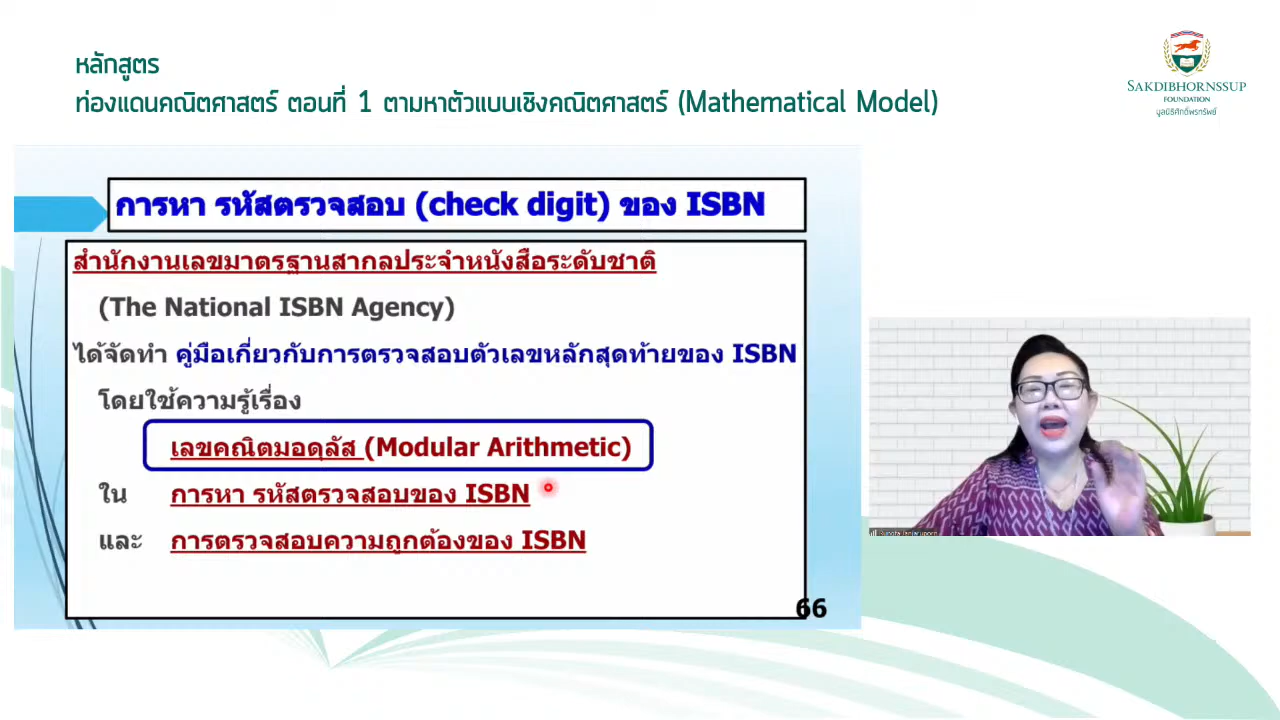 หลักสูตร
ท่องแดนคณิตศาสตร์ ตอนที่ 1 ตามหาตัวแบบเชิงคณิตศาสตร์ (Mathematical Model)
SAKDIBHORNSSUP
FOUNDATION
มูลนิธิศักดิ์พรทรัพย์
การหา รหัสตรวจสอบ (check digit) ของ ISBN
สำนักงานเลขมาตรฐานสากลประจำหนังสือระดับชาติ
(The National ISBN Agency)
ได้จัดทำ คู่มือเกี่ยวกับการตรวจสอบตัวเลขหลักสุดท้ายของ ISBN
โดยใช้ความรู้เรื่อง
เลขคณิตมอดุลัส (Modular Arithmetic)
ใน การหา รหัสตรวจสอบของ ISBN
และ การตรวจสอบความถูกต้องของ ISBN
66